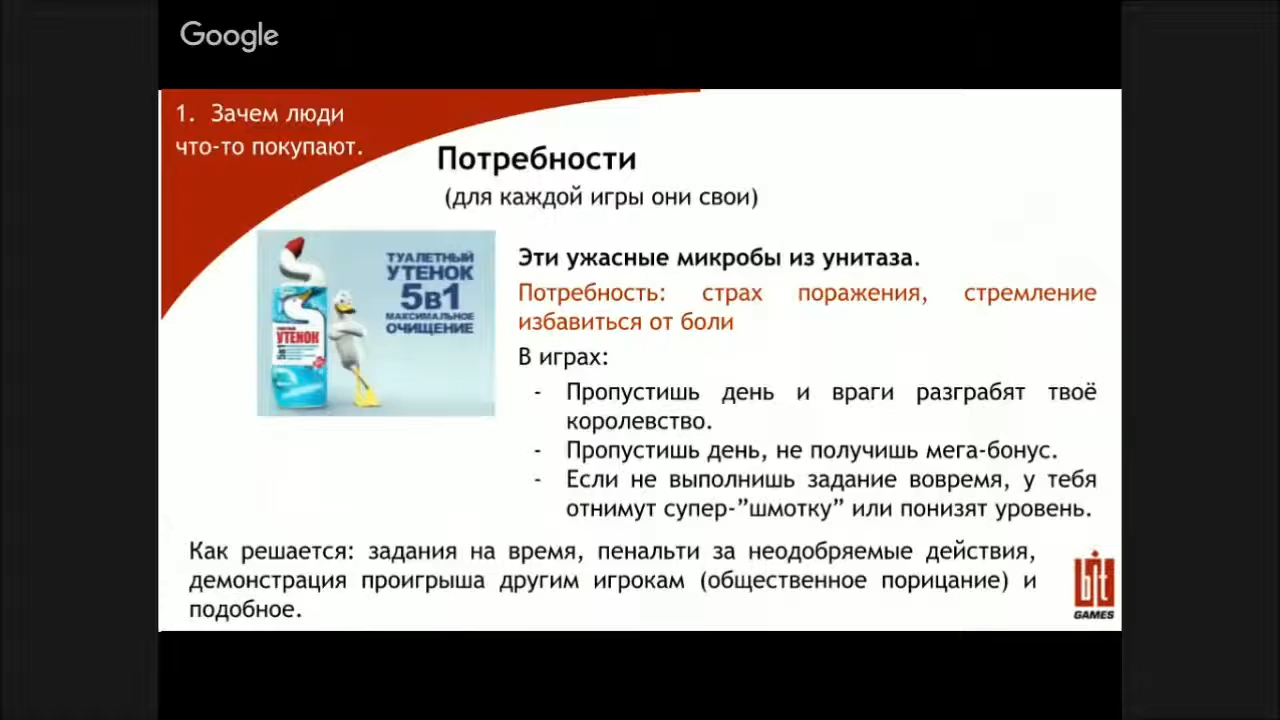 Google
1. Зачем люди
что-то покупают.
Потребности
(для каждой игры они свои)
ТУАЛЕТНЫЙ
УТЕНОК
5в1
МАКСИМАЛЬНОЕ
ОЧИЩЕНИЕ
УТЕНОК
Эти ужасные микробы из унитаза.
Потребность: страх поражения, стремление
избавиться от боли
В играх:
- Пропустишь день и враги разграбят твоё
королевство.
- Пропустишь день, не получишь мега-бонус.
- Если не выполнишь задание вовремя, у тебя
отнимут супер-”шмотку” или понизят уровень.
Как решается: задания на время, пенальти за неодобряемые действия,
демонстрация проигрыша другим игрокам (общественное порицание) и
подобное.
bit
GAMES